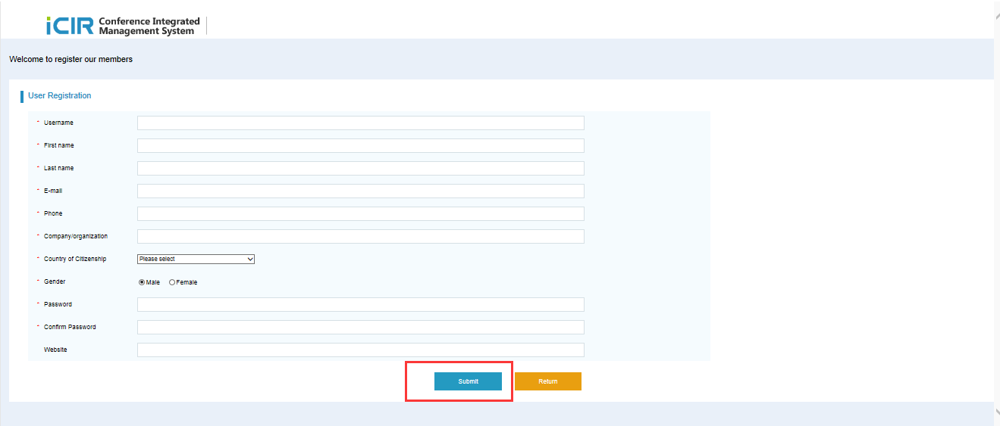 iCIR Conference Integrated
Management System
Welcome to register our members
User Registration
* Username
* First name
* Last name
* E-mail
* Phone
* Company/organization
* Country of Citizenship Please select
* Gender Male Female
* Password
* Confirm Password
Website
Submit Return